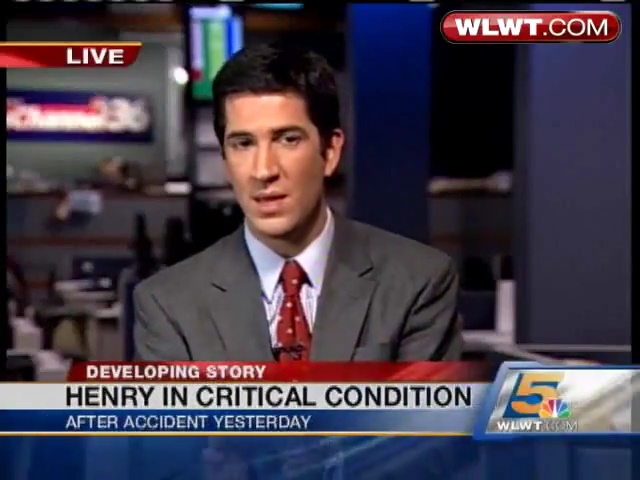 WLWT.COM
LIVE
DEVELOPING STORY
HENRY IN CRITICAL CONDITION
AFTER ACCIDENT YESTERDAY
5
WLWT.COM